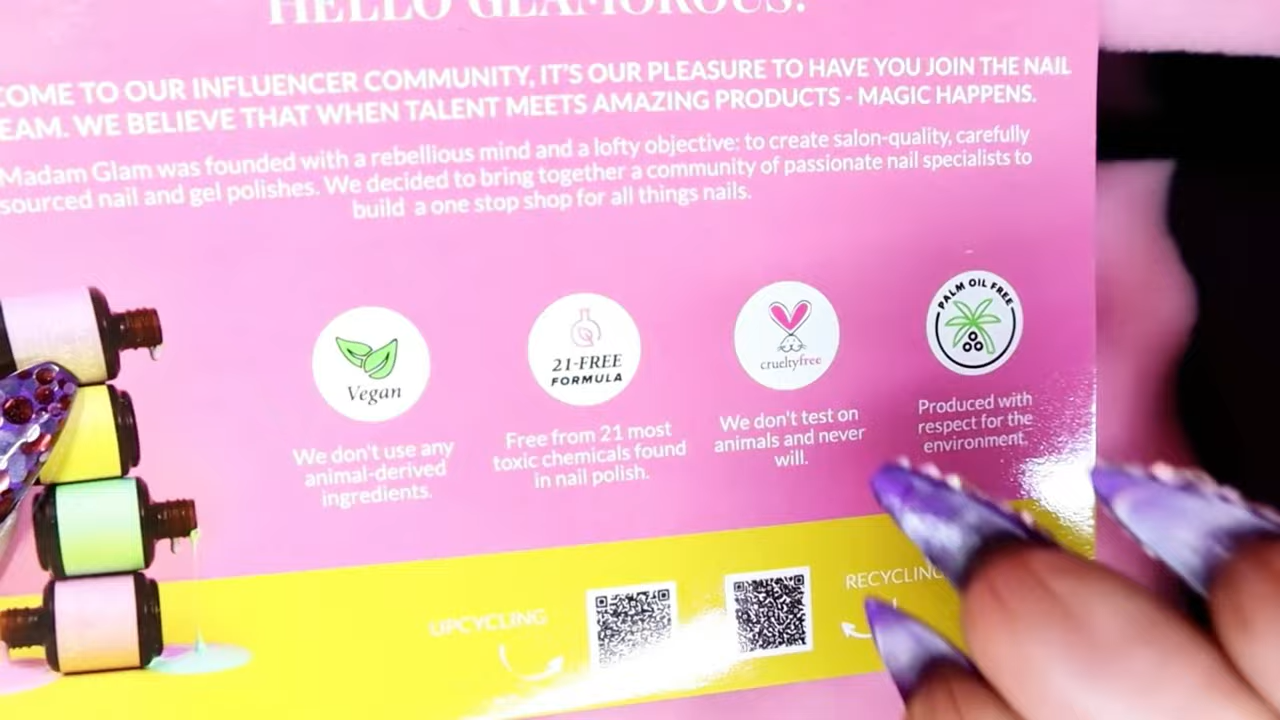 HELLO GLAMOROUS!
COME TO OUR INFLUENCER COMMUNITY, IT'S OUR PLEASURE TO HAVE YOU JOIN THE NAIL
EAM. WE BELIEVE THAT WHEN TALENT MEETS AMAZING PRODUCTS - MAGIC HAPPENS.
Madam Glam was founded with a rebellious mind and a lofty objective: to create salon-quality, carefully
sourced nail and gel polishes. We decided to bring together a community of passionate nail specialists to
build a one stop shop for all things nails.
Vegan
We don't use any
animal-derived
ingredients.
21-FREE
FORMULA
Free from 21 most
toxic chemicals found
in nail polish.
crueltyfree
We don't test on
animals and never
will.
PALM OIL FREE
Produced with
respect for the
environment.
UPCYCLING
RECYCLING